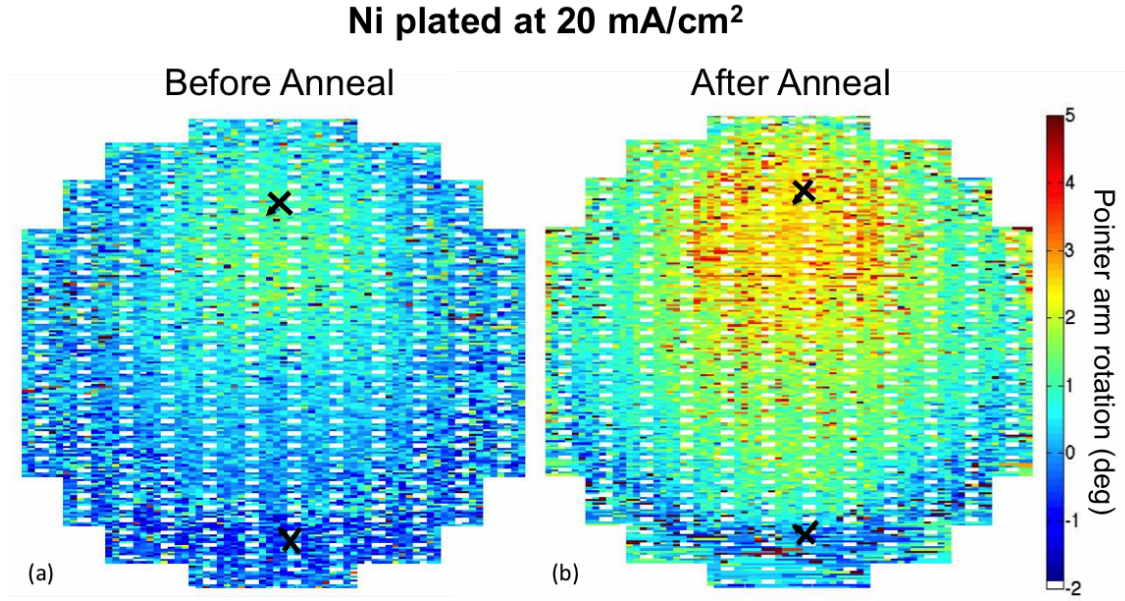 Ni plated at 20 mA/cm²
Before Anneal
After Anneal
5
4
3
2
1
0
-1
-2
Pointer arm rotation (deg)
(a)
(b)